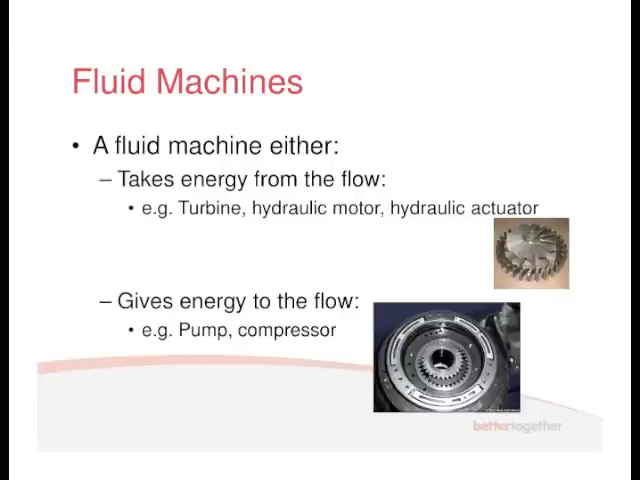 Fluid Machines
• A fluid machine either:
– Takes energy from the flow:
• e.g. Turbine, hydraulic motor, hydraulic actuator
– Gives energy to the flow:
• e.g. Pump, compressor
bettertogether